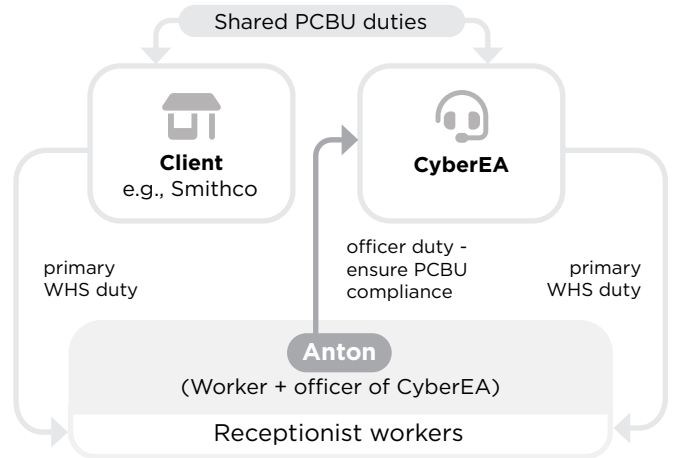 Shared PCBU duties
Client
e.g., Smithco
CyberEA
primary
WHS duty
officer duty -
ensure PCBU
compliance
primary
WHS duty
Anton
(Worker + officer of CyberEA)
Receptionist workers